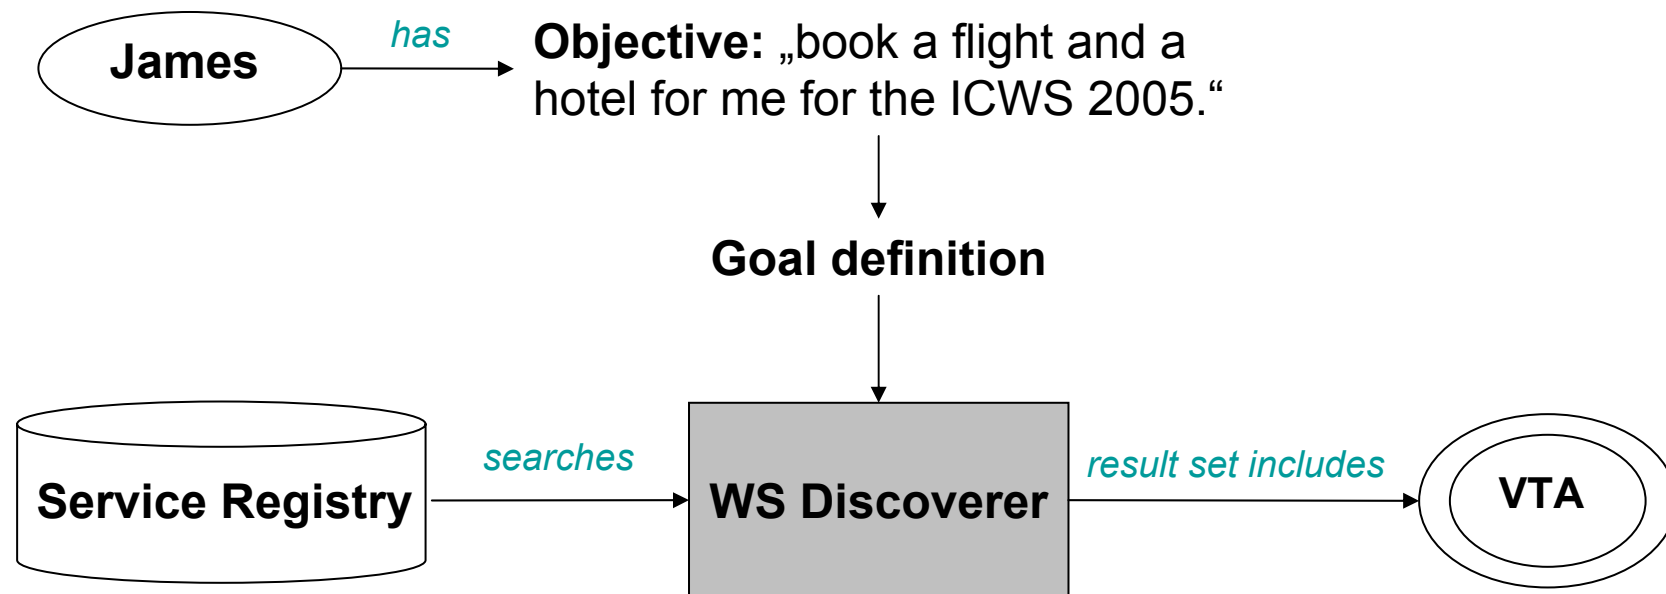 James
has
Objective: „book a flight and a
hotel for me for the ICWS 2005.“
Goal definition
Service Registry
searches
WS Discoverer
result set includes
VTA